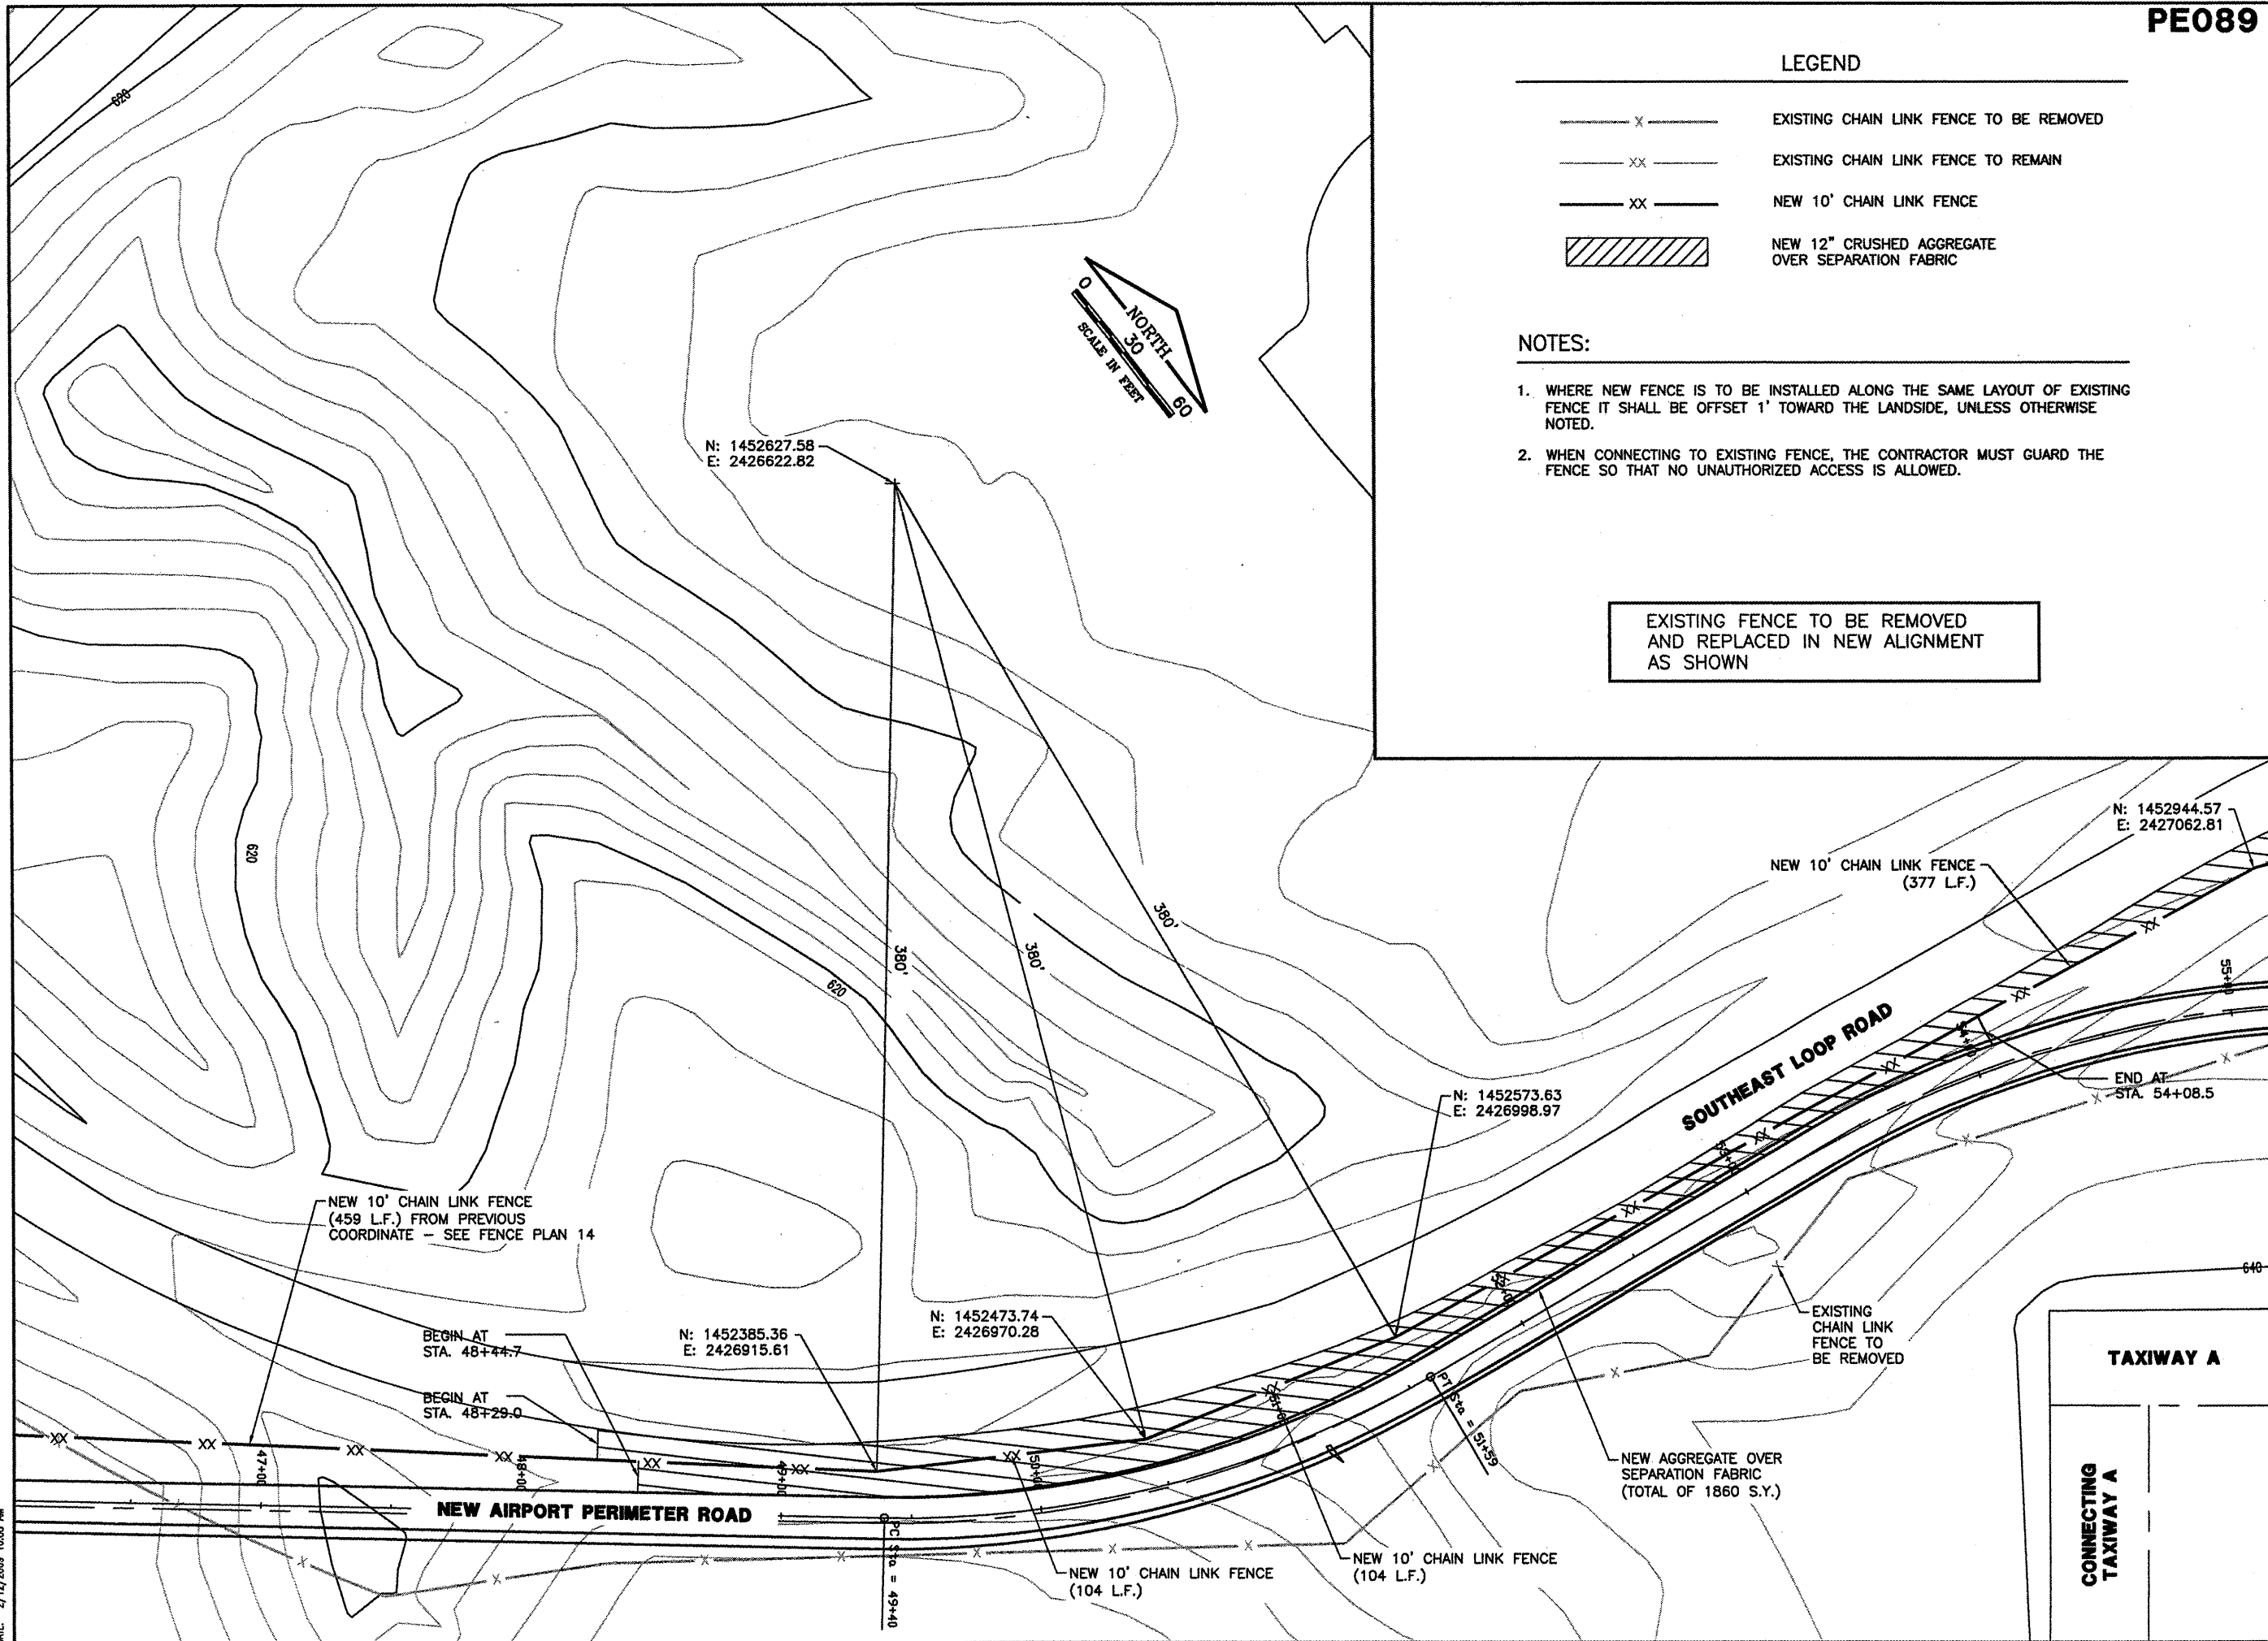 PE089
LEGEND
X EXISTING CHAIN LINK FENCE TO BE REMOVED
XX EXISTING CHAIN LINK FENCE TO REMAIN
XX NEW 10' CHAIN LINK FENCE
NEW 12" CRUSHED AGGREGATE
OVER SEPARATION FABRIC
NOTES:
1. WHERE NEW FENCE IS TO BE INSTALLED ALONG THE SAME LAYOUT OF EXISTING
FENCE IT SHALL BE OFFSET 1' TOWARD THE LANDSIDE, UNLESS OTHERWISE
NOTED.
2. WHEN CONNECTING TO EXISTING FENCE, THE CONTRACTOR MUST GUARD THE
FENCE SO THAT NO UNAUTHORIZED ACCESS IS ALLOWED.
EXISTING FENCE TO BE REMOVED
AND REPLACED IN NEW ALIGNMENT
AS SHOWN
620
NORTH
0 30 60
SCALE IN FEET
N: 1452627.58
E: 2426622.82
380'
380'
380'
620
620
N: 1452944.57
E: 2427062.81
NEW 10' CHAIN LINK FENCE
(377 L.F.)
SOUTHEAST LOOP ROAD
END AT
STA. 54+08.5
N: 1452573.63
E: 2426998.97
NEW 10' CHAIN LINK FENCE
(459 L.F.) FROM PREVIOUS
COORDINATE – SEE FENCE PLAN 14
BEGIN AT
STA. 48+44.7
N: 1452385.36
E: 2426915.61
N: 1452473.74
E: 2426970.28
BEGIN AT
STA. 48+29.0
47+00
48+00
49+00
NEW AIRPORT PERIMETER ROAD
PC Sta = 49+40
PT Sta = 51+59
NEW 10' CHAIN LINK FENCE
(104 L.F.)
NEW 10' CHAIN LINK FENCE
(104 L.F.)
NEW AGGREGATE OVER
SEPARATION FABRIC
(TOTAL OF 1860 S.Y.)
EXISTING
CHAIN LINK
FENCE TO
BE REMOVED
640
TAXIWAY A
CONNECTING
TAXIWAY A